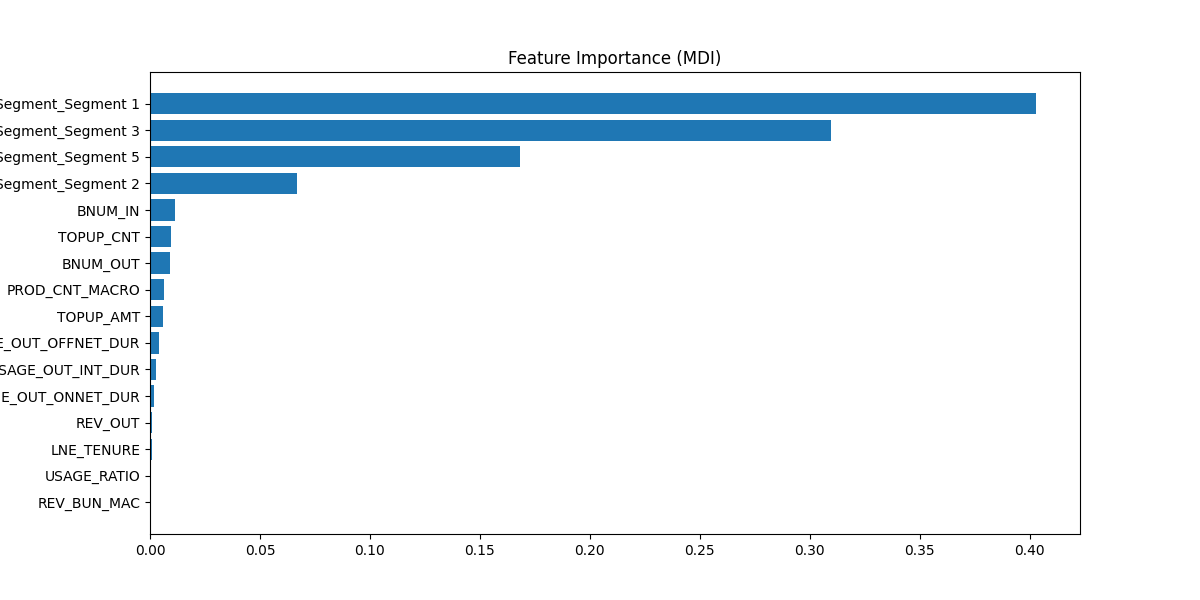 Feature Importance (MDI)
Segment_Segment 1
Segment_Segment 3
Segment_Segment 5
Segment_Segment 2
BNUM_IN
TOPUP_CNT
BNUM_OUT
PROD_CNT_MACRO
TOPUP_AMT
E_OUT_OFFNET_DUR
SAGE_OUT_INT_DUR
E_OUT_ONNET_DUR
REV_OUT
LNE_TENURE
USAGE_RATIO
REV_BUN_MAC
0.00 0.05 0.10 0.15 0.20 0.25 0.30 0.35 0.40